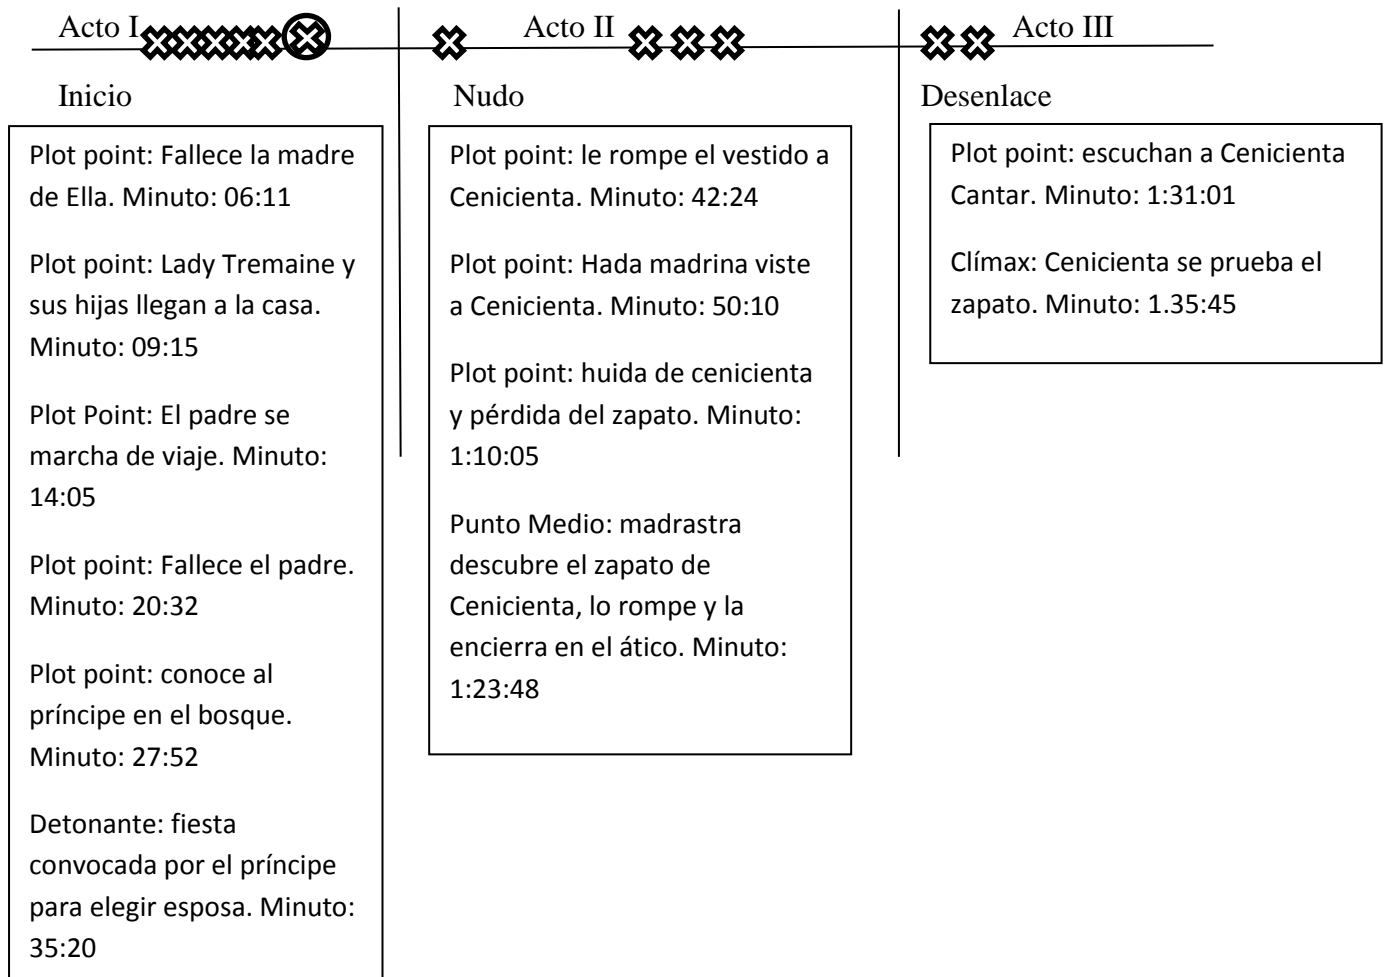 Acto I
Acto II
Acto III
Inicio
Nudo
Desenlace
Plot point: Fallece la madre
de Ella. Minuto: 06:11
Plot point: Lady Tremaine y
sus hijas llegan a la casa.
Minuto: 09:15
Plot Point: El padre se
marcha de viaje. Minuto:
14:05
Plot point: Fallece el padre.
Minuto: 20:32
Plot point: conoce al
príncipe en el bosque.
Minuto: 27:52
Detonante: fiesta
convocada por el príncipe
para elegir esposa. Minuto:
35:20
Plot point: le rompe el vestido a
Cenicienta. Minuto: 42:24
Plot point: Hada madrina viste
a Cenicienta. Minuto: 50:10
Plot point: huida de cenicienta
y pérdida del zapato. Minuto:
1:10:05
Punto Medio: madrastra
descubre el zapato de
Cenicienta, lo rompe y la
encierra en el ático. Minuto:
1:23:48
Plot point: escuchan a Cenicienta
Cantar. Minuto: 1:31:01
Clímax: Cenicienta se prueba el
zapato. Minuto: 1.35:45